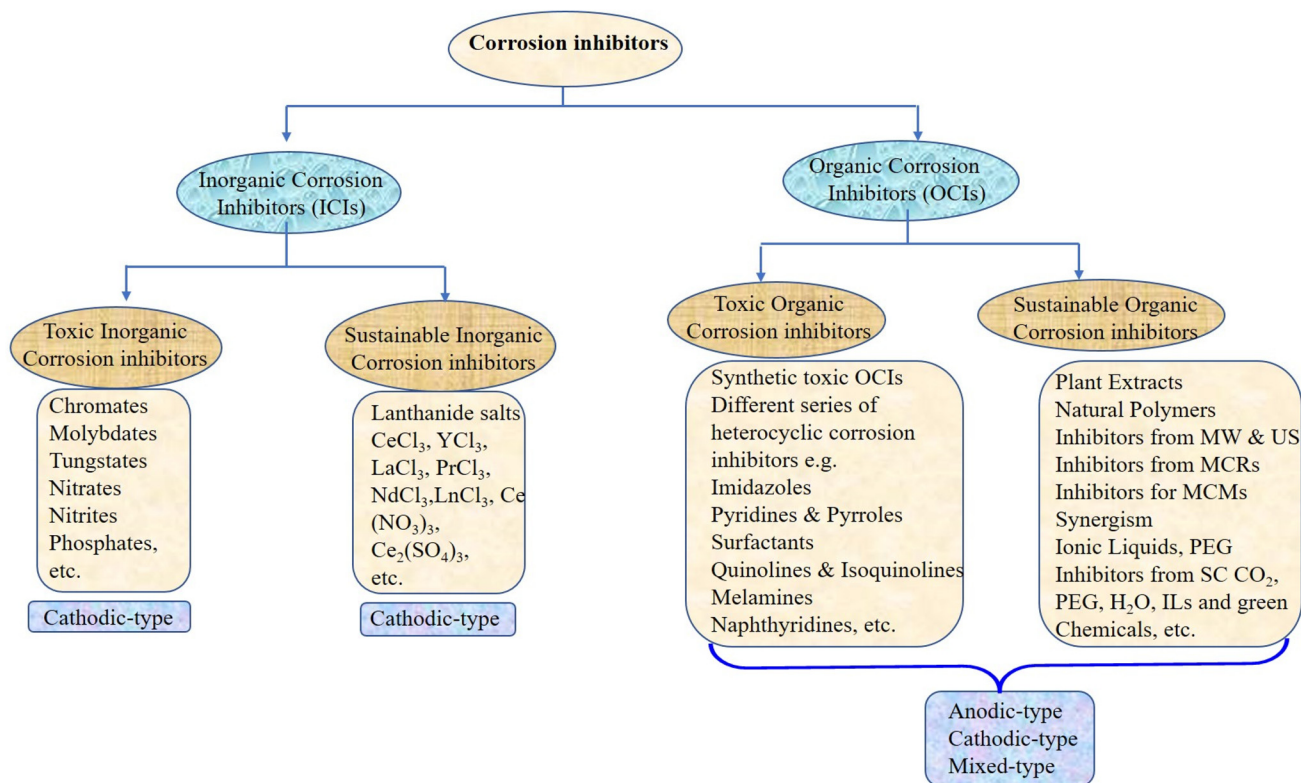 Corrosion inhibitors
Inorganic Corrosion
Inhibitors (ICIs)
Organic Corrosion
Inhibitors (OCIs)
Toxic Inorganic
Corrosion inhibitors
Sustainable Inorganic
Corrosion inhibitors
Toxic Organic
Corrosion inhibitors
Sustainable Organic
Corrosion inhibitors
Chromates
Molybdates
Tungstates
Nitrates
Nitrites
Phosphates,
etc.
Cathodic-type
Lanthanide salts
CeCl₃, YCl₃,
LaCl₃, PrCl₃,
NdCl₃,LnCl₃, Ce
(NO₃)₃,
Ce₂(SO₄)₃,
etc.
Cathodic-type
Synthetic toxic OCIs
Different series of
heterocyclic corrosion
inhibitors e.g.
Imidazoles
Pyridines & Pyrroles
Surfactants
Quinolines & Isoquinolines
Melamines
Naphthyridines, etc.
Plant Extracts
Natural Polymers
Inhibitors from MW & US
Inhibitors from MCRs
Inhibitors for MCMs
Synergism
Ionic Liquids, PEG
Inhibitors from SC CO₂,
PEG, H₂O, ILs and green
Chemicals, etc.
Anodic-type
Cathodic-type
Mixed-type